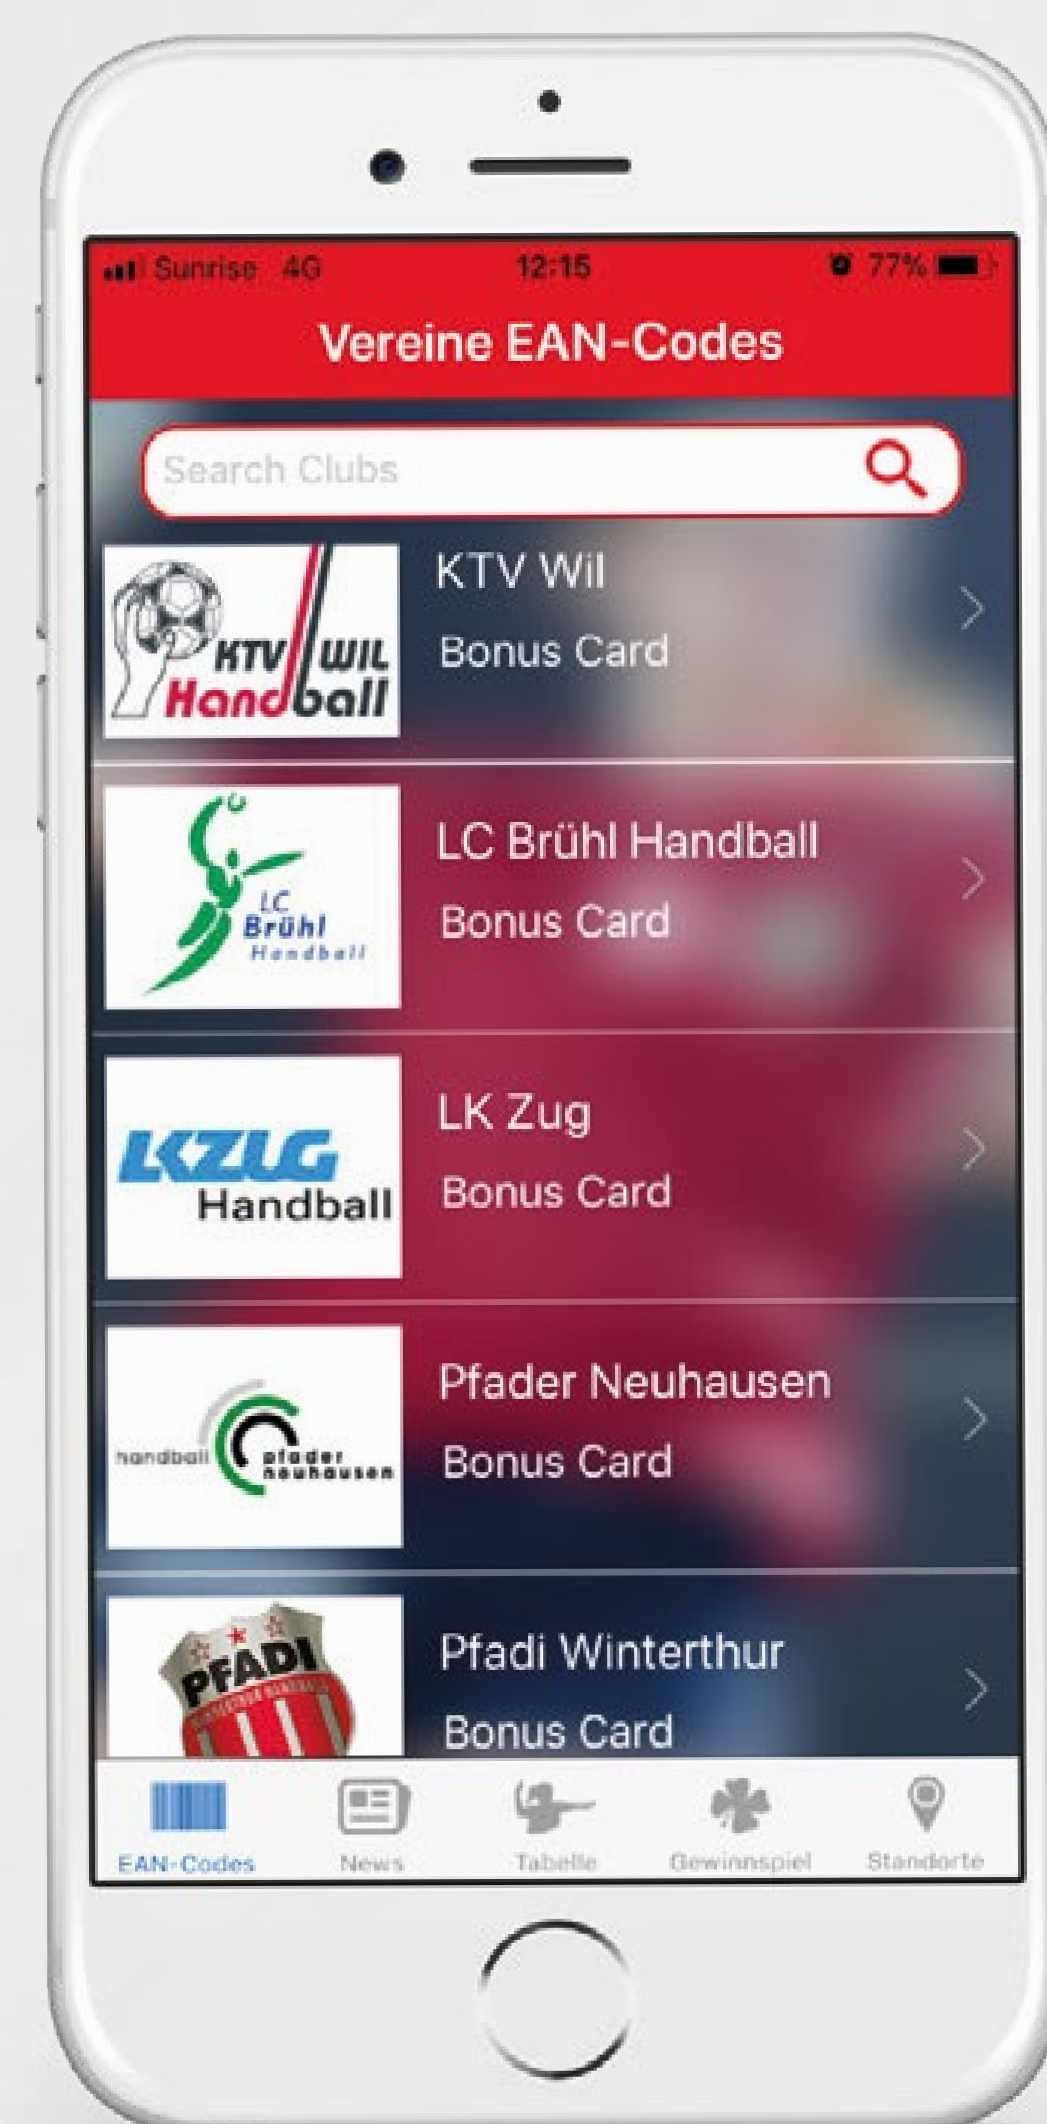 Sunrise 4G 12:15 77%
Vereine EAN-Codes
Search Clubs
KTV WIL
Handball
KTV Wil
Bonus Card
LC
Brühl
Handball
LC Brühl Handball
Bonus Card
LKZUG
Handball
LK Zug
Bonus Card
handball pfader
neuhausen
Pfader Neuhausen
Bonus Card
PFADI
WINTERTHUR HANDBALL
Pfadi Winterthur
Bonus Card
EAN-Codes News Tabelle Gewinnspiel Standorte